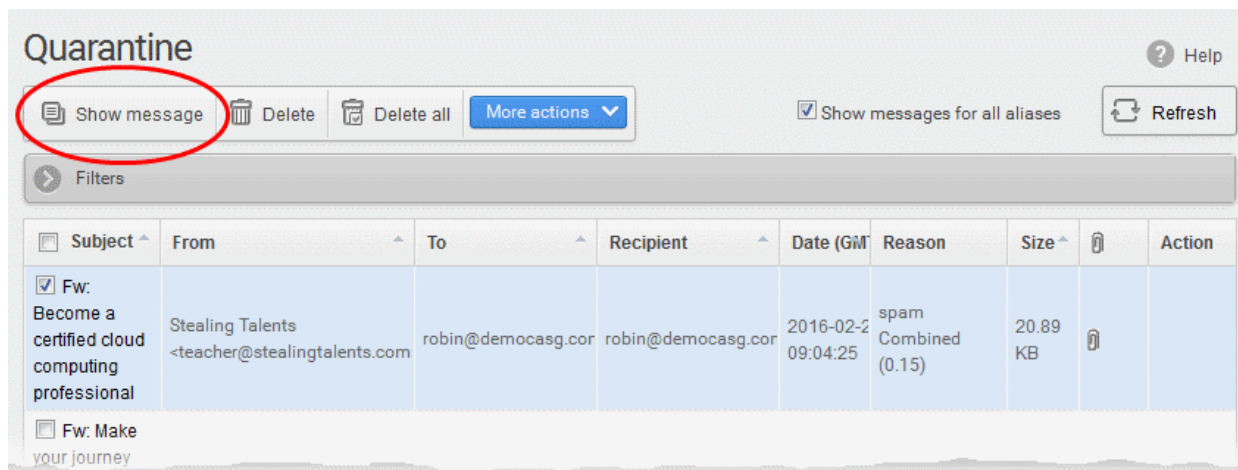 Quarantine
Help
Show message
Delete
Delete all
More actions
Show messages for all aliases
Refresh
Filters
Subject
From
To
Recipient
Date (GM
Reason
Size
Action
Fw:
Become a
certified cloud
computing
professional
Stealing Talents
<teacher@stealingtalents.com
robin@democasg.cor
robin@democasg.cor
2016-02-2
09:04:25
spam
Combined
(0.15)
20.89
KB
Fw: Make
your journey